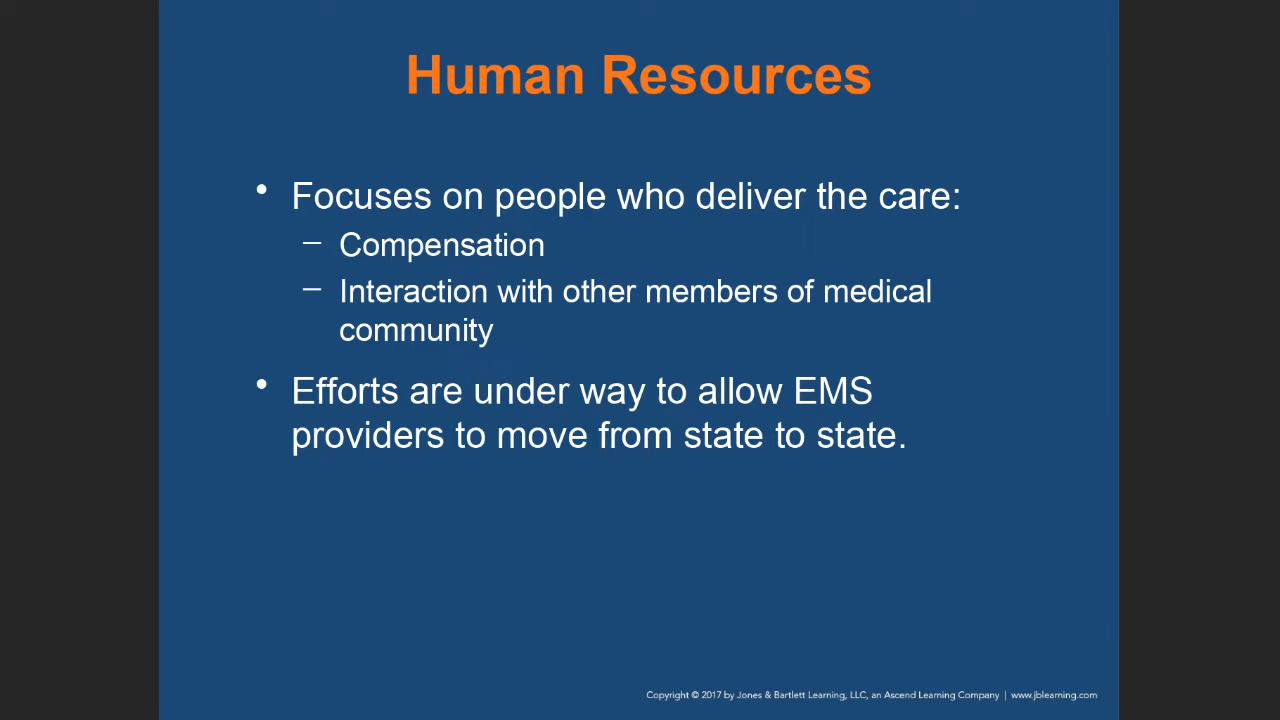 Human Resources
• Focuses on people who deliver the care:
– Compensation
– Interaction with other members of medical
community
• Efforts are under way to allow EMS
providers to move from state to state.
Copyright © 2017 by Jones & Bartlett Learning, LLC, an Ascend Learning Company | www.jblearning.com